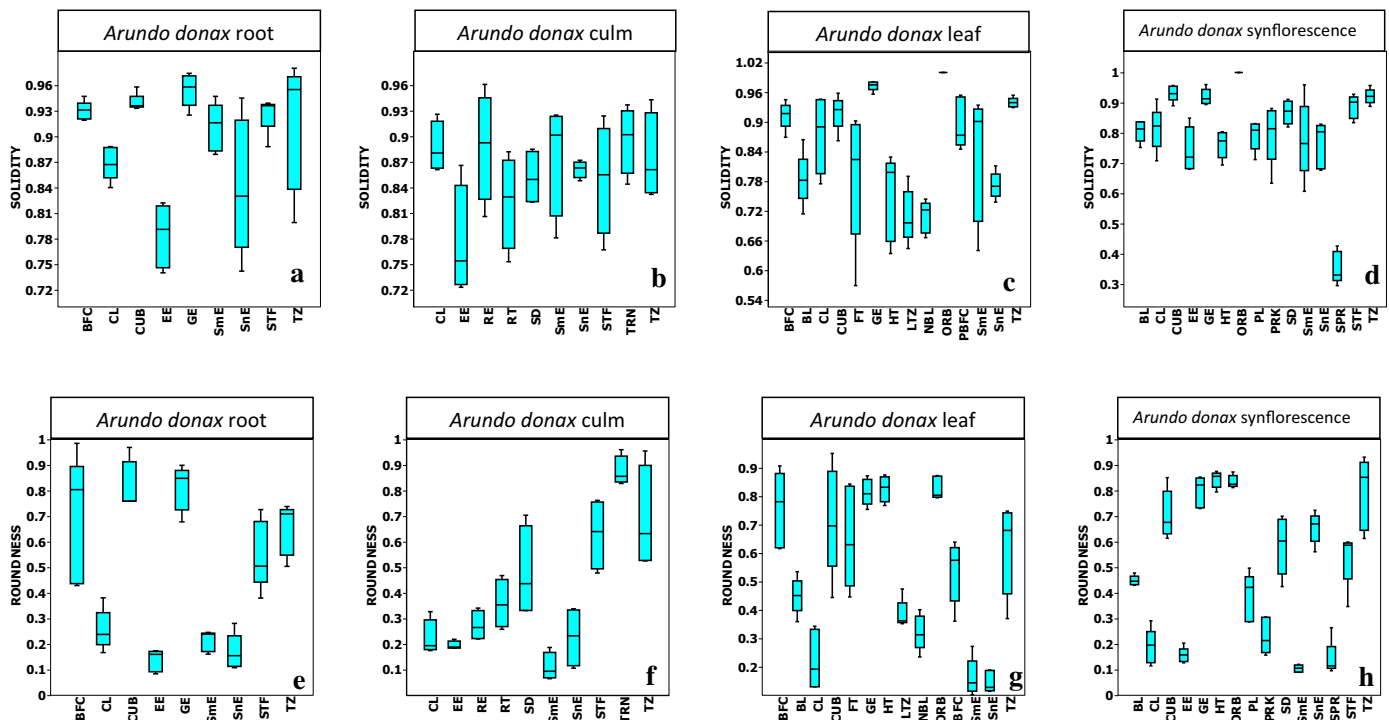 Arundo donax root
SOLIDITY
0.96
0.93
0.9
0.87
0.84
0.81
0.78
0.75
0.72
BFC CL CUB EE GE SmE SnE STF TZ
a
Arundo donax culm
SOLIDITY
0.96
0.93
0.9
0.87
0.84
0.81
0.78
0.75
0.72
CL EE RE RT SD SmE SnE STF TRN TZ
b
Arundo donax leaf
SOLIDITY
1.02
0.96
0.9
0.84
0.78
0.72
0.66
0.6
0.54
BFC BL CL CUB FT GE HT LTZ NBL ORB PBFC SmE SnE TZ
c
Arundo donax synflorescence
SOLIDITY
1
0.9
0.8
0.7
0.6
0.5
0.4
0.3
BL CL CUB EE GE HT ORB PL PRK SD SmE SnE SPR STF TZ
d
Arundo donax root
ROUNDNESS
1
0.9
0.8
0.7
0.6
0.5
0.4
0.3
0.2
0.1
0
BFC CL CUB EE GE SmE SnE STF TZ
e
Arundo donax culm
ROUNDNESS
1
0.9
0.8
0.7
0.6
0.5
0.4
0.3
0.2
0.1
CL EE RE RT SD SmE SnE STF TRN TZ
f
Arundo donax leaf
ROUNDNESS
0.9
0.8
0.7
0.6
0.5
0.4
0.3
0.2
BFC BL CL CUB FT GE HT LTZ NBL ORB BFC SmE SnE TZ
g
Arundo donax synflorescence
ROUNDNESS
1
0.9
0.8
0.7
0.6
0.5
0.4
0.3
0.2
0.1
0
BL CL CUB EE GE HT ORB PL PRK SD SmE SnE SPR STF TZ
h